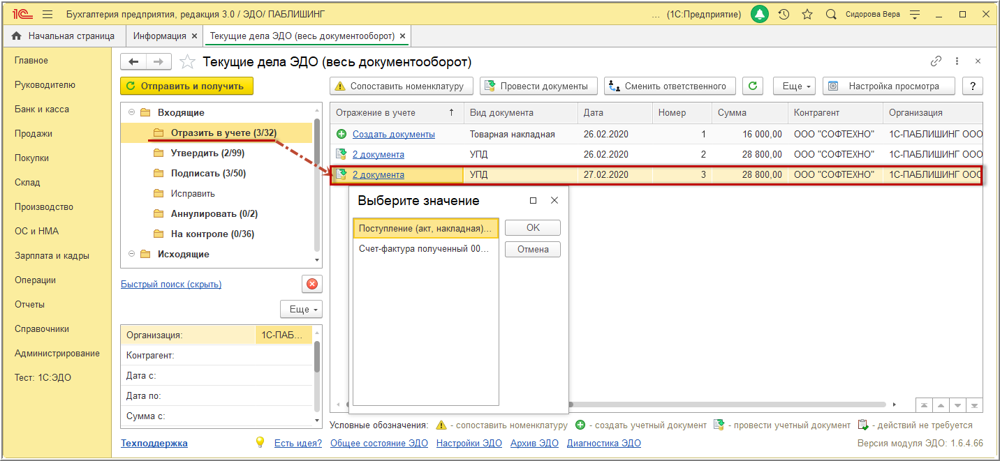 1С Бухгалтерия предприятия, редакция 3.0 / ЭДО/ ПАБЛИШИНГ ... (1С:Предприятие) Сидорова Вера
Начальная страница Информация × Текущие дела ЭДО (весь документооборот) ×
Главное
Руководителю
Банк и касса
Продажи
Покупки
Склад
Производство
ОС и НМА
Зарплата и кадры
Операции
Отчеты
Справочники
Администрирование
Тест: 1С:ЭДО
Текущие дела ЭДО (весь документооборот)
Отправить и получить
Сопоставить номенклатуру Провести документы Сменить ответственного Еще Настройка просмотра ?
Входящие
Отразить в учете (3/32)
Утвердить (2/99)
Подписать (3/50)
Исправить
Аннулировать (0/2)
На контроле (0/36)
Исходящие
Быстрый поиск (скрыть)
Еще
Организация: 1С-ПАБ...
Контрагент:
Дата с:
Дата по:
Сумма с:
Отражение в учете ↑ Вид документа Дата Номер Сумма Контрагент Организация
Создать документы Товарная накладная 26.02.2020 1 16 000,00 ООО "СОФТЕХНО" 1С-ПАБЛИШИНГ ООО
2 документа УПД 26.02.2020 2 28 800,00 ООО "СОФТЕХНО" 1С-ПАБЛИШИНГ ООО
2 документа УПД 27.02.2020 3 28 800,00 ООО "СОФТЕХНО" 1С-ПАБЛИШИНГ ООО
Выберите значение
Поступление (акт, накладная)... OK
Счет-фактура полученный 00... Отмена
Условные обозначения: - сопоставить номенклатуру - создать учетный документ - провести учетный документ - действий не требуется
Техподдержка Есть идея? Общее состояние ЭДО Настройки ЭДО Архив ЭДО Диагностика ЭДО Версия модуля ЭДО: 1.6.4.66